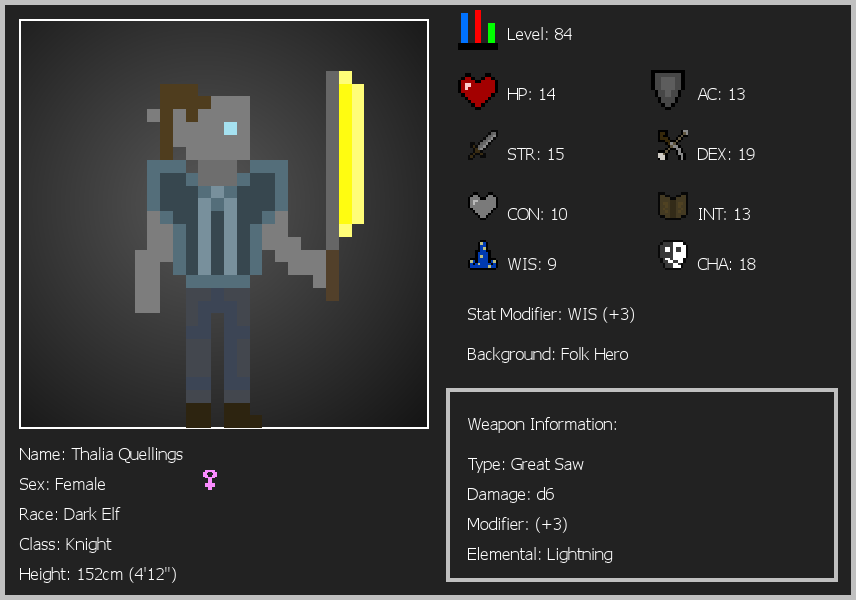 Level: 84
HP: 14
AC: 13
STR: 15
DEX: 19
CON: 10
INT: 13
WIS: 9
CHA: 18
Stat Modifier: WIS (+3)
Background: Folk Hero
Weapon Information:
Type: Great Saw
Damage: d6
Modifier: (+3)
Elemental: Lightning
Name: Thalia Quellings
Sex: Female
Race: Dark Elf
Class: Knight
Height: 152cm (4'12")